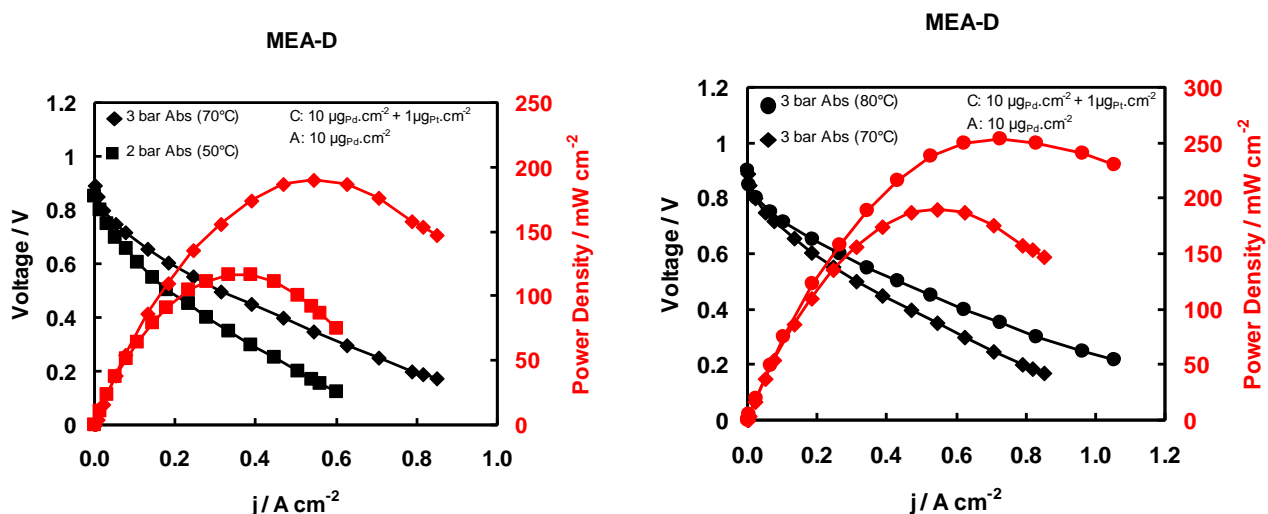 MEA-D
1.2
1
0.8
0.6
0.4
0.2
0
Voltage / V
3 bar Abs (70°C)
2 bar Abs (50°C)
C: 10 µgPd.cm-2 + 1µgPt.cm-2
A: 10 µgPd.cm-2
250
200
150
100
50
0
Power Density / mW cm-2
0.0 0.2 0.4 0.6 0.8 1.0
j / A cm-2
MEA-D
1.2
1
0.8
0.6
0.4
0.2
0
Voltage / V
3 bar Abs (80°C)
3 bar Abs (70°C)
C: 10 µgPd.cm-2 + 1µgPt.cm-2
A: 10 µgPd.cm-2
300
250
200
150
100
50
0
Power Density / mW cm-2
0.0 0.2 0.4 0.6 0.8 1.0 1.2
j / A cm-2